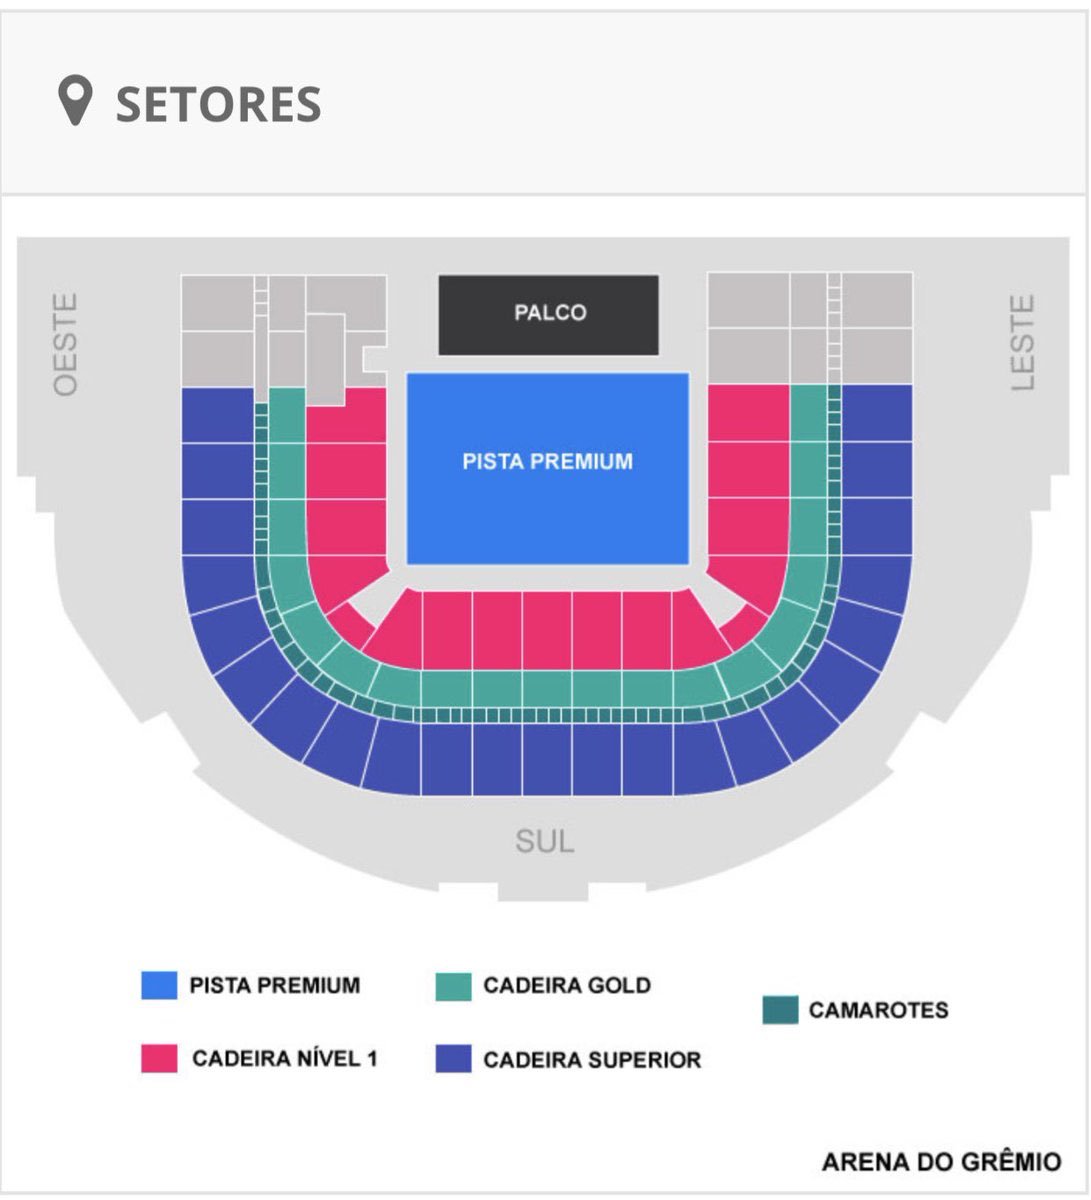 SETORES
OESTE
LESTE
PALCO
PISTA PREMIUM
SUL
PISTA PREMIUM
CADEIRA GOLD
CAMAROTES
CADEIRA NÍVEL 1
CADEIRA SUPERIOR
ARENA DO GRÊMIO